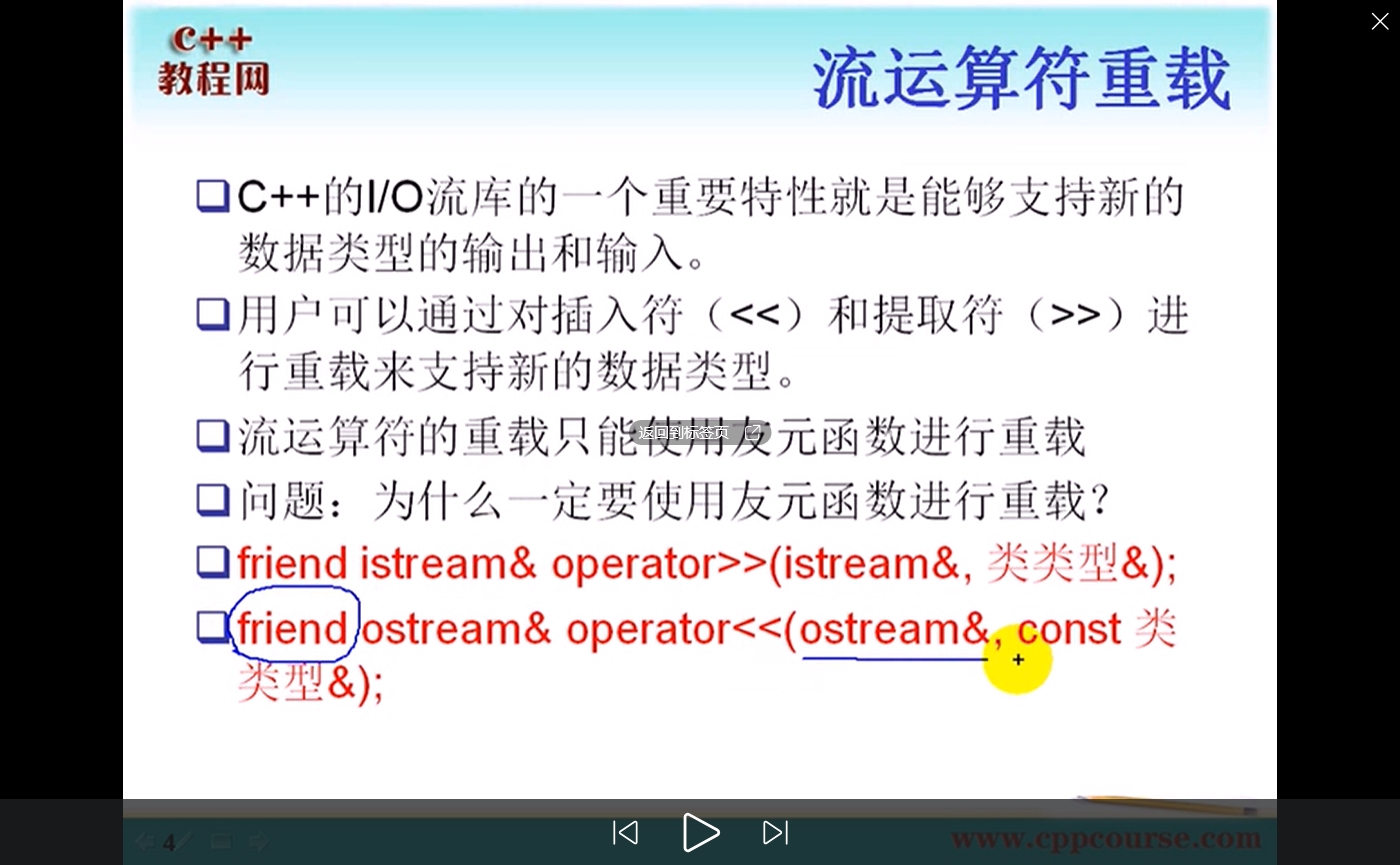 C++
教程网
流运算符重载
C++的I/O流库的一个重要特性就是能够支持新的
数据类型的输出和输入。
用户可以通过对插入符（<<）和提取符（>>）进
行重载来支持新的数据类型。
流运算符的重载只能使用友元函数进行重载
返回到标签页
问题：为什么一定要使用友元函数进行重载？
friend istream& operator>>(istream&, 类类型&);
friend ostream& operator<<(ostream&, const 类
类型&);
4
www.cppcourse.com